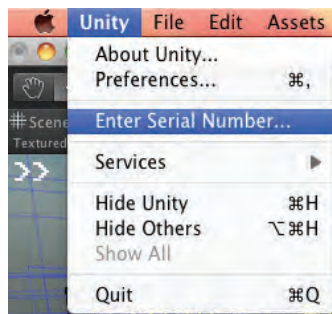 Unity File Edit Assets
About Unity...
Preferences... ⌘,
# Scene
Enter Serial Number...
Textured
Services
Hide Unity ⌘H
Hide Others ⌥⌘H
Show All
Quit ⌘Q